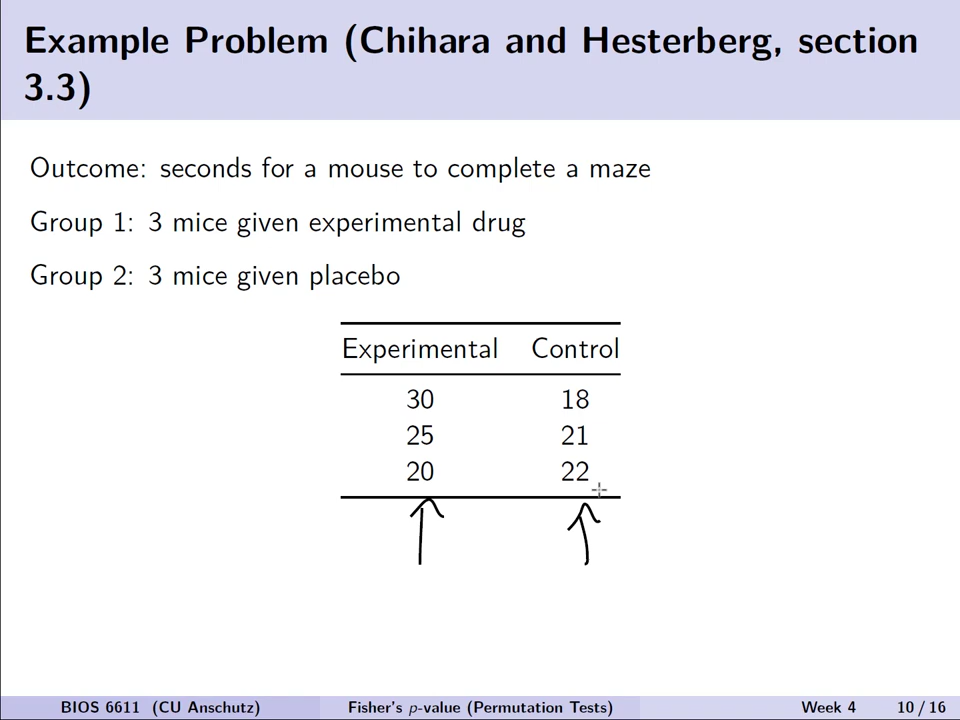 Example Problem (Chihara and Hesterberg, section
3.3)
Outcome: seconds for a mouse to complete a maze
Group 1: 3 mice given experimental drug
Group 2: 3 mice given placebo
Experimental Control
30 18
25 21
20 22
BIOS 6611 (CU Anschutz) Fisher's p-value (Permutation Tests) Week 4 10 / 16